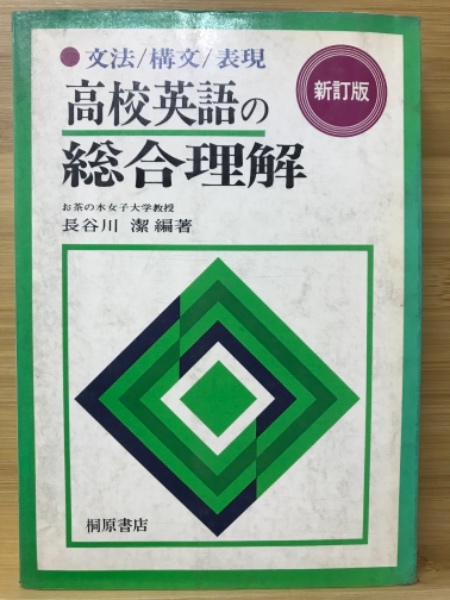 ●文法/構文/表現
新訂版
高校英語の
総合理解
お茶の水女子大学教授
長谷川 潔 編著
桐原書店